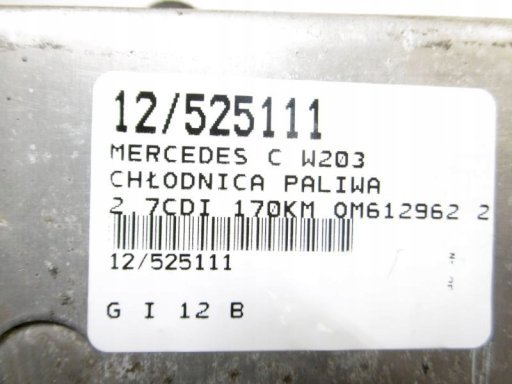 12/525111
MERCEDES C W203
CHŁODNICA PALIWA
2 7CDI 170KM OM612962 2
12/525111
G I 12 B